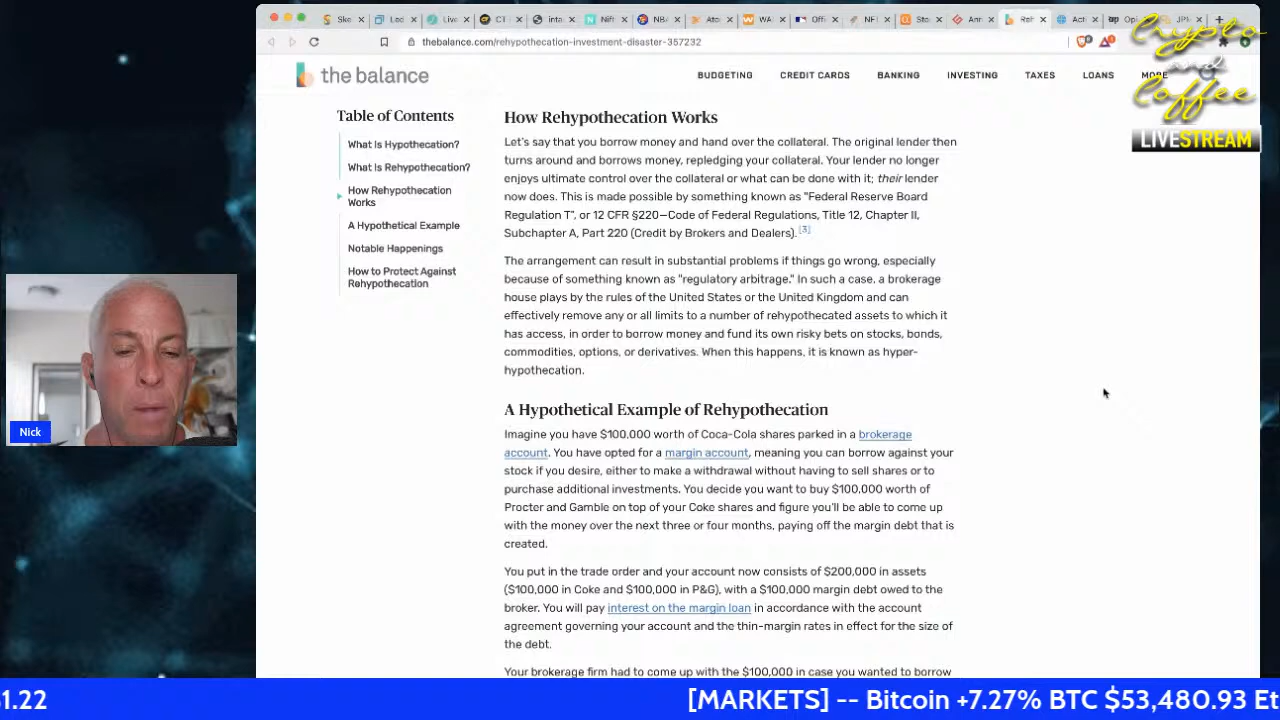 Ske
Loc
Live
CT
inta
Nift
NBA
Ato
WA
Offi
NFI
Sto
Ann
Reh
Acti
Opi
JPM
thebalance.com/rehypothecation-investment-disaster-357232
Crypto
and
Coffee
LIVESTREAM
the balance
BUDGETING CREDIT CARDS BANKING INVESTING TAXES LOANS MORE
Table of Contents
What Is Hypothecation?
What Is Rehypothecation?
How Rehypothecation
Works
A Hypothetical Example
Notable Happenings
How to Protect Against
Rehypothecation
How Rehypothecation Works
Let's say that you borrow money and hand over the collateral. The original lender then
turns around and borrows money, repledging your collateral. Your lender no longer
enjoys ultimate control over the collateral or what can be done with it; their lender
now does. This is made possible by something known as "Federal Reserve Board
Regulation T", or 12 CFR §220—Code of Federal Regulations, Title 12, Chapter II,
Subchapter A, Part 220 (Credit by Brokers and Dealers). [3]
The arrangement can result in substantial problems if things go wrong, especially
because of something known as "regulatory arbitrage." In such a case, a brokerage
house plays by the rules of the United States or the United Kingdom and can
effectively remove any or all limits to a number of rehypothecated assets to which it
has access, in order to borrow money and fund its own risky bets on stocks, bonds,
commodities, options, or derivatives. When this happens, it is known as hyper-
hypothecation.
A Hypothetical Example of Rehypothecation
Imagine you have $100,000 worth of Coca-Cola shares parked in a brokerage
account. You have opted for a margin account, meaning you can borrow against your
stock if you desire, either to make a withdrawal without having to sell shares or to
purchase additional investments. You decide you want to buy $100,000 worth of
Procter and Gamble on top of your Coke shares and figure you'll be able to come up
with the money over the next three or four months, paying off the margin debt that is
created.
You put in the trade order and your account now consists of $200,000 in assets
($100,000 in Coke and $100,000 in P&G), with a $100,000 margin debt owed to the
broker. You will pay interest on the margin loan in accordance with the account
agreement governing your account and the thin-margin rates in effect for the size of
the debt.
Your brokerage firm had to come up with the $100,000 in case you wanted to borrow
Nick
51.22 [MARKETS] -- Bitcoin +7.27% BTC $53,480.93 Et